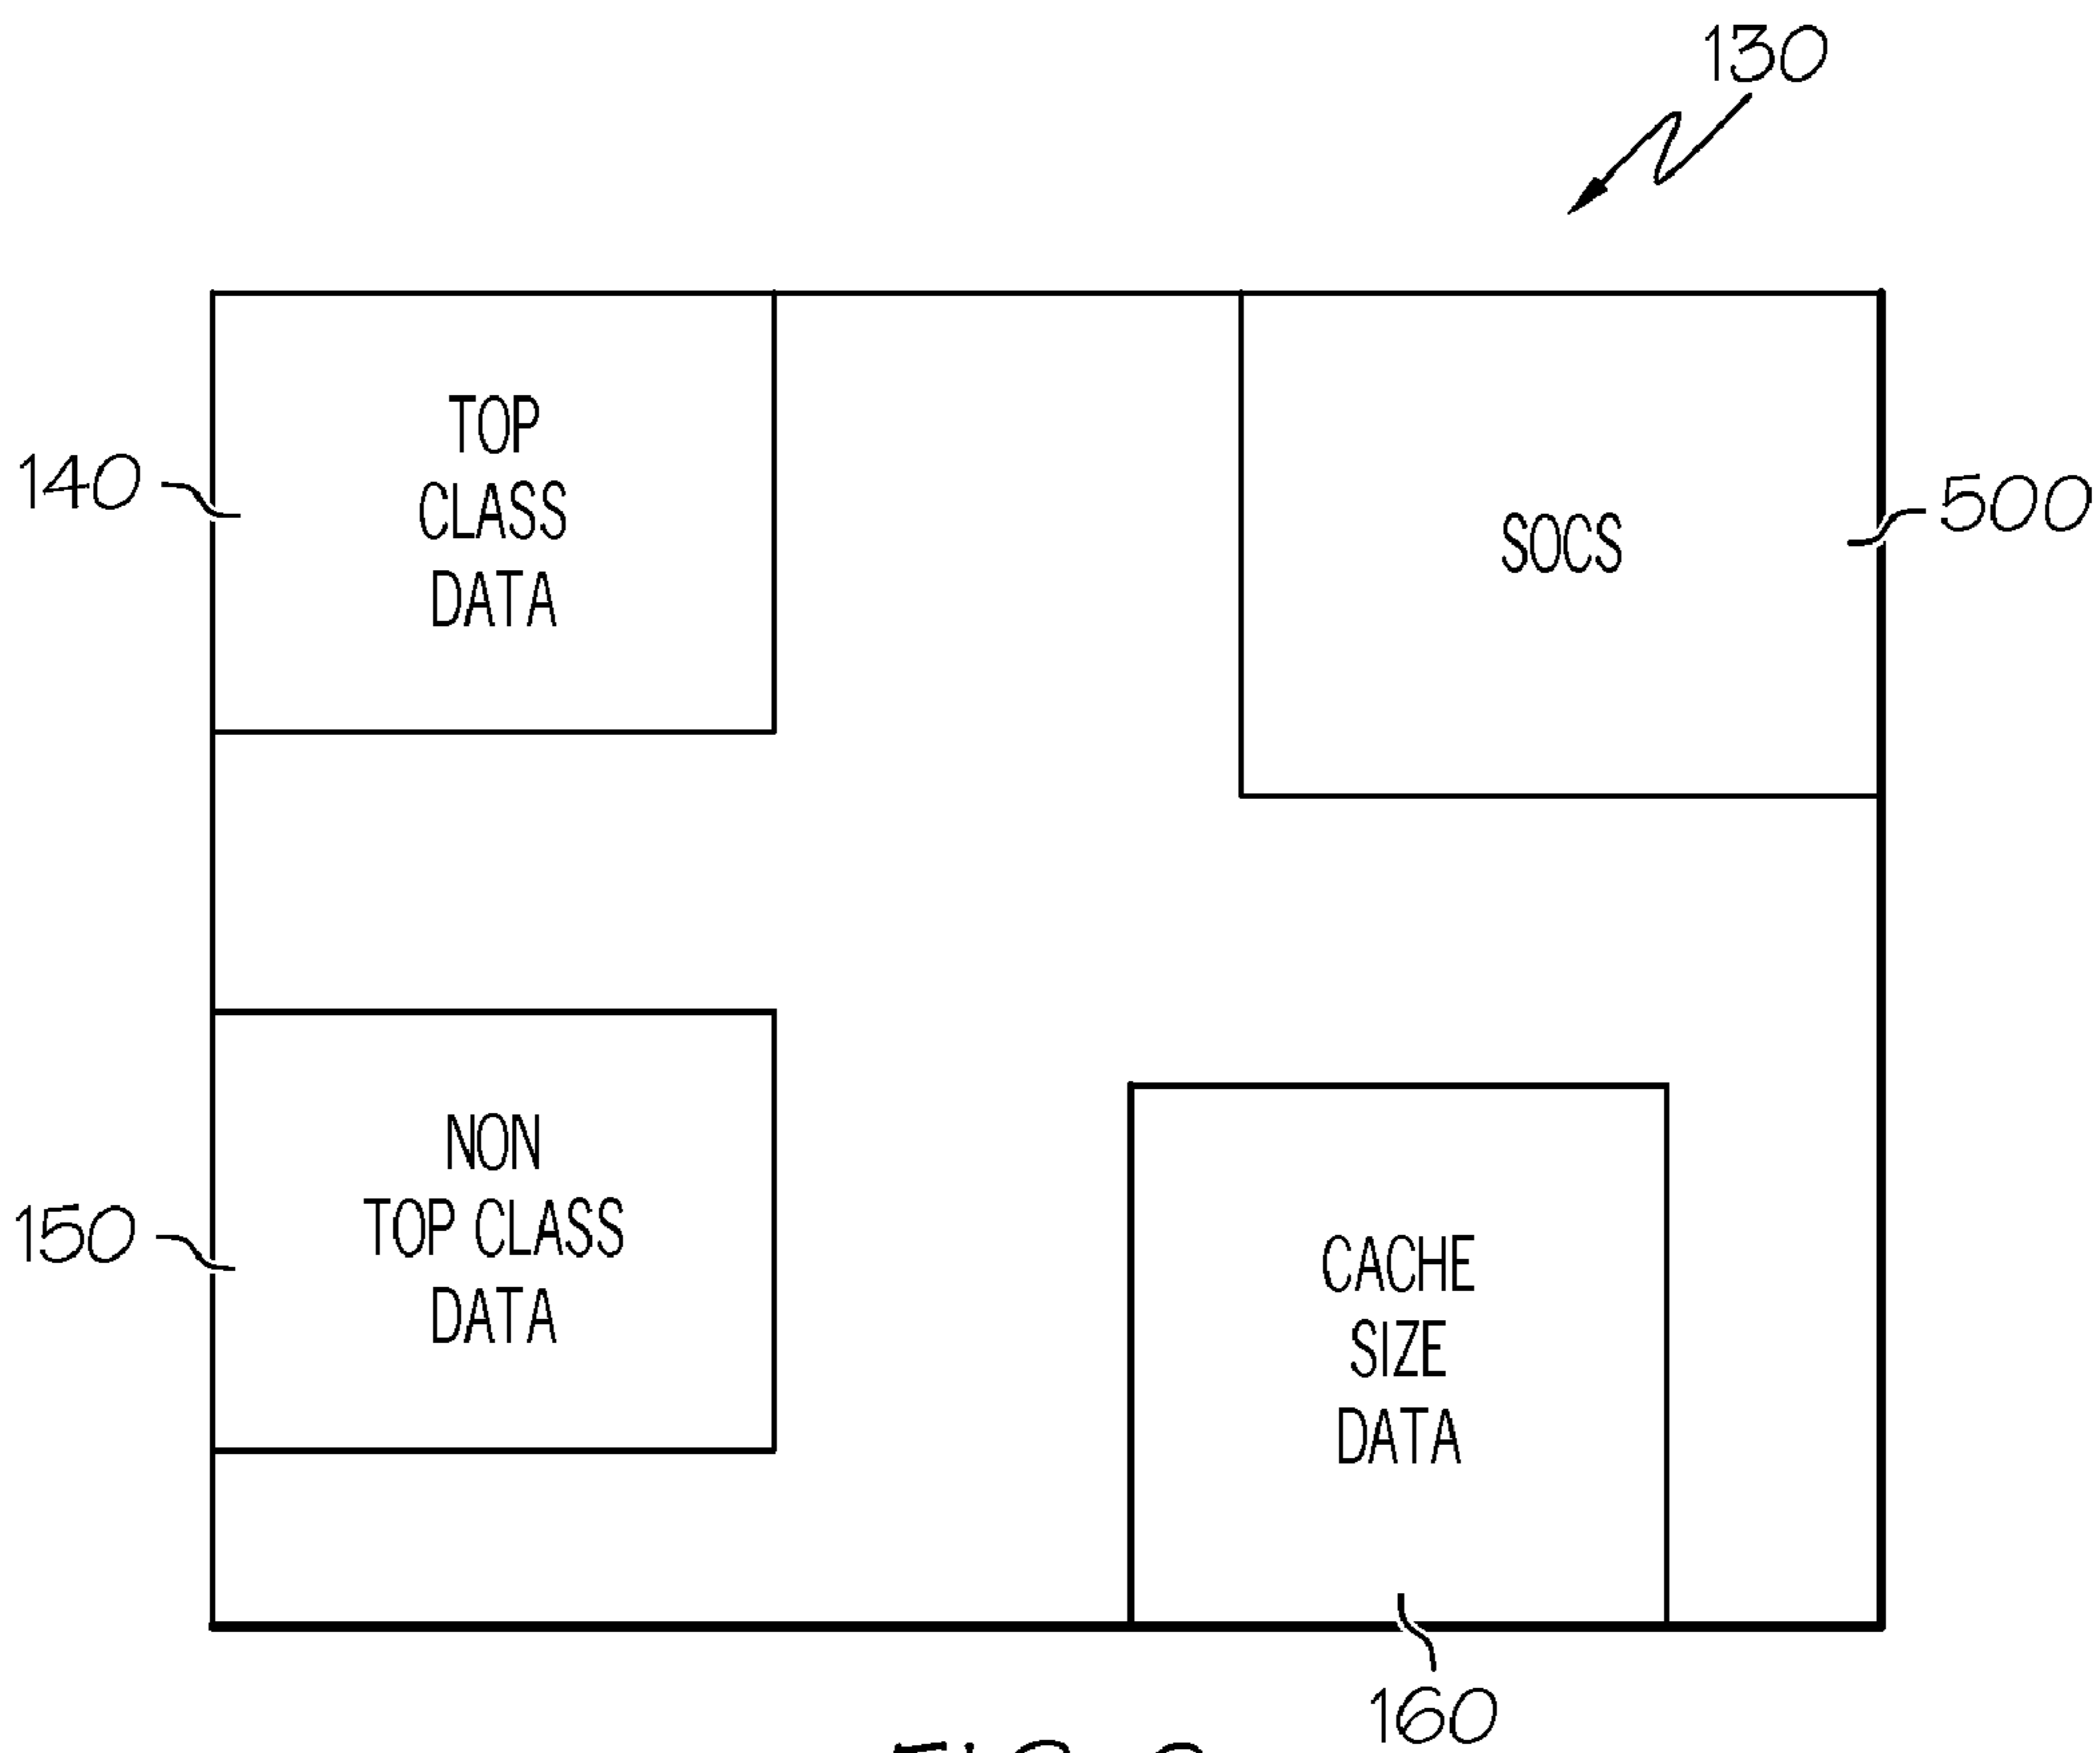 130
TOP
CLASS
DATA
140
SOCS
500
NON
TOP CLASS
DATA
150
CACHE
SIZE
DATA
160